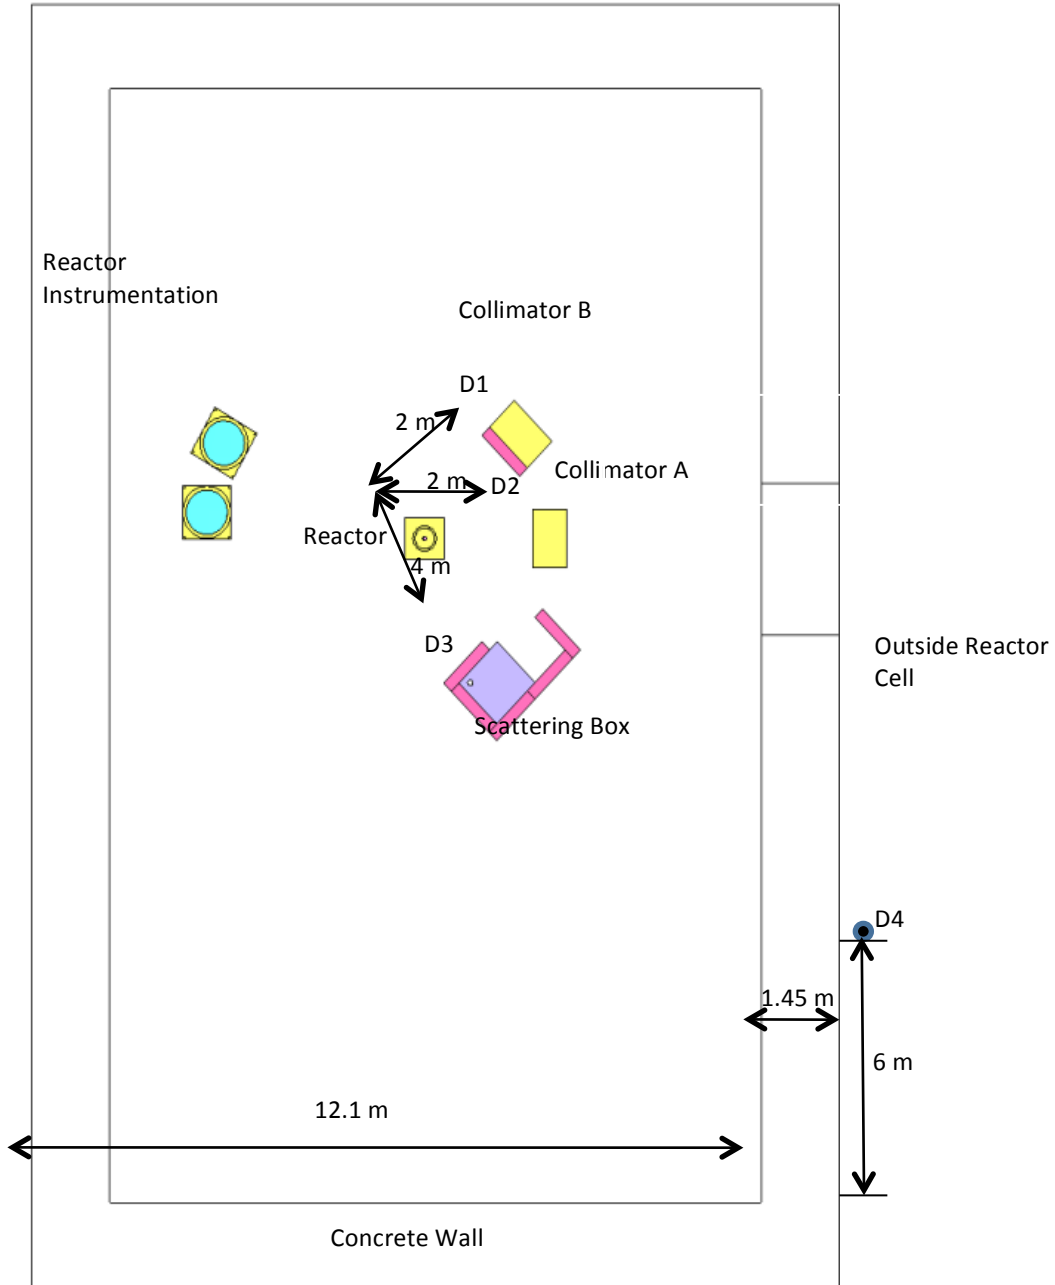 Reactor
Instrumentation
Collimator B
D1
2 m
Collimator A
2 m
D2
Reactor
4 m
D3
Outside Reactor
Cell
Scattering Box
D4
1.45 m
6 m
12.1 m
Concrete Wall